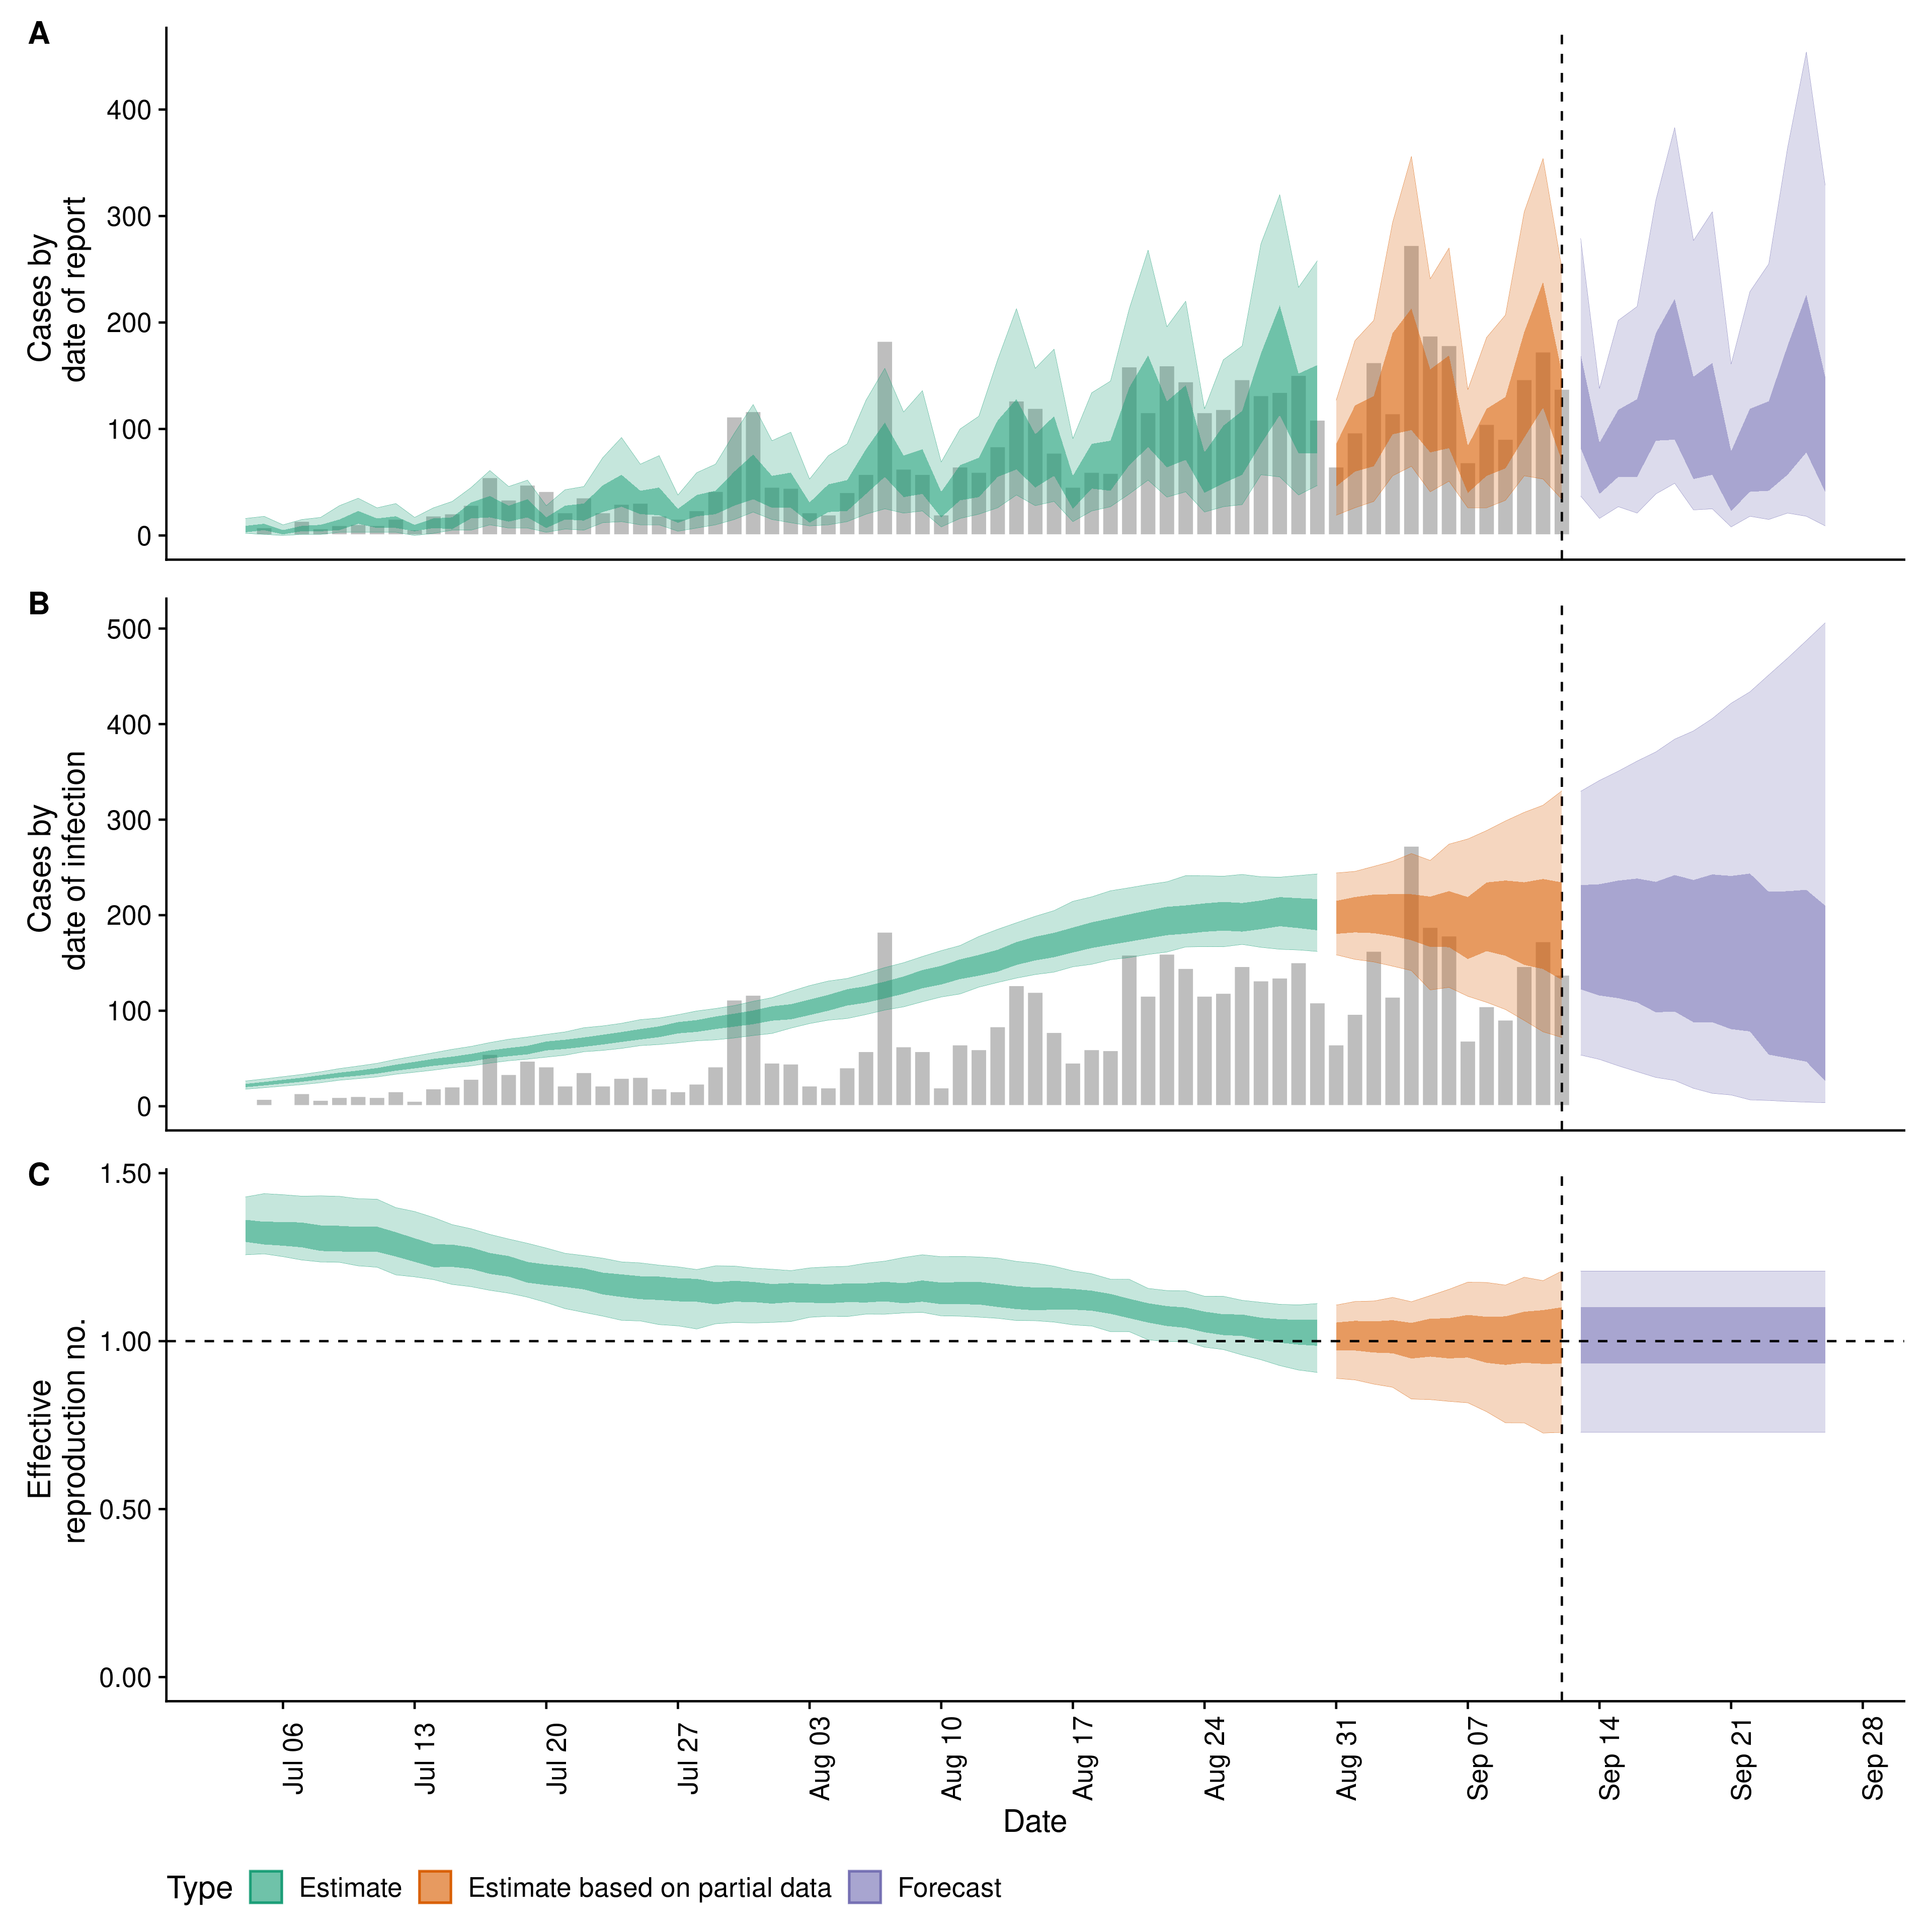 A
400
300
200
100
0
Cases by
date of report
B
500
400
300
200
100
0
Cases by
date of infection
C
1.50
1.00
0.50
0.00
Effective
reproduction no.
Jul 06
Jul 13
Jul 20
Jul 27
Aug 03
Aug 10
Aug 17
Aug 24
Aug 31
Sep 07
Sep 14
Sep 21
Sep 28
Date
Type Estimate Estimate based on partial data Forecast